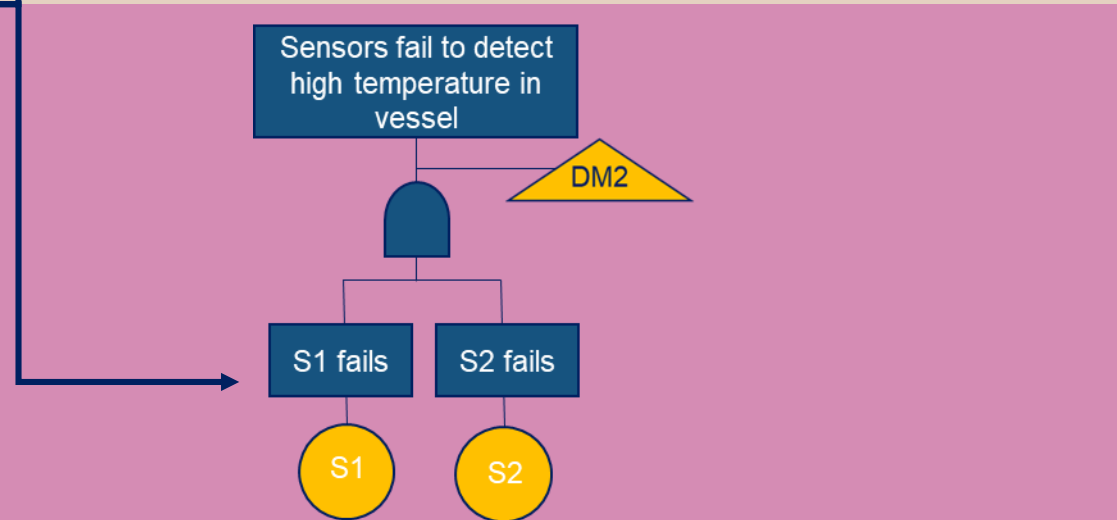 Sensors fail to detect
high temperature in
vessel
DM2
S1 fails
S2 fails
S1
S2